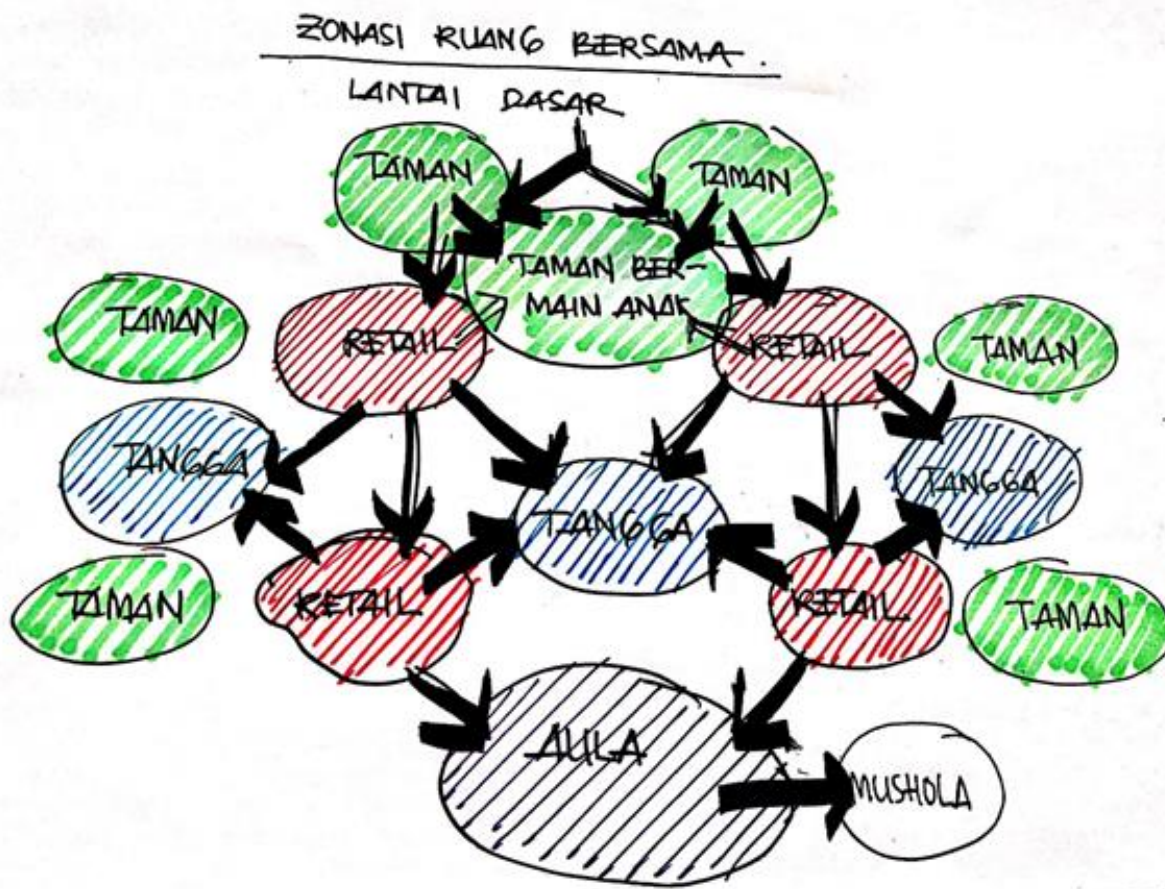 ZONASI RUANG BERSAMA.
LANTAI DASAR
TAMAN
TAMAN
TAMAN BER-
MAIN ANAK
TAMAN
RETAIL
RETAIL
TAMAN
TANGGA
TANGGA
TANGGA
TAMAN
RETAIL
RETAIL
TAMAN
AULA
MUSHOLA